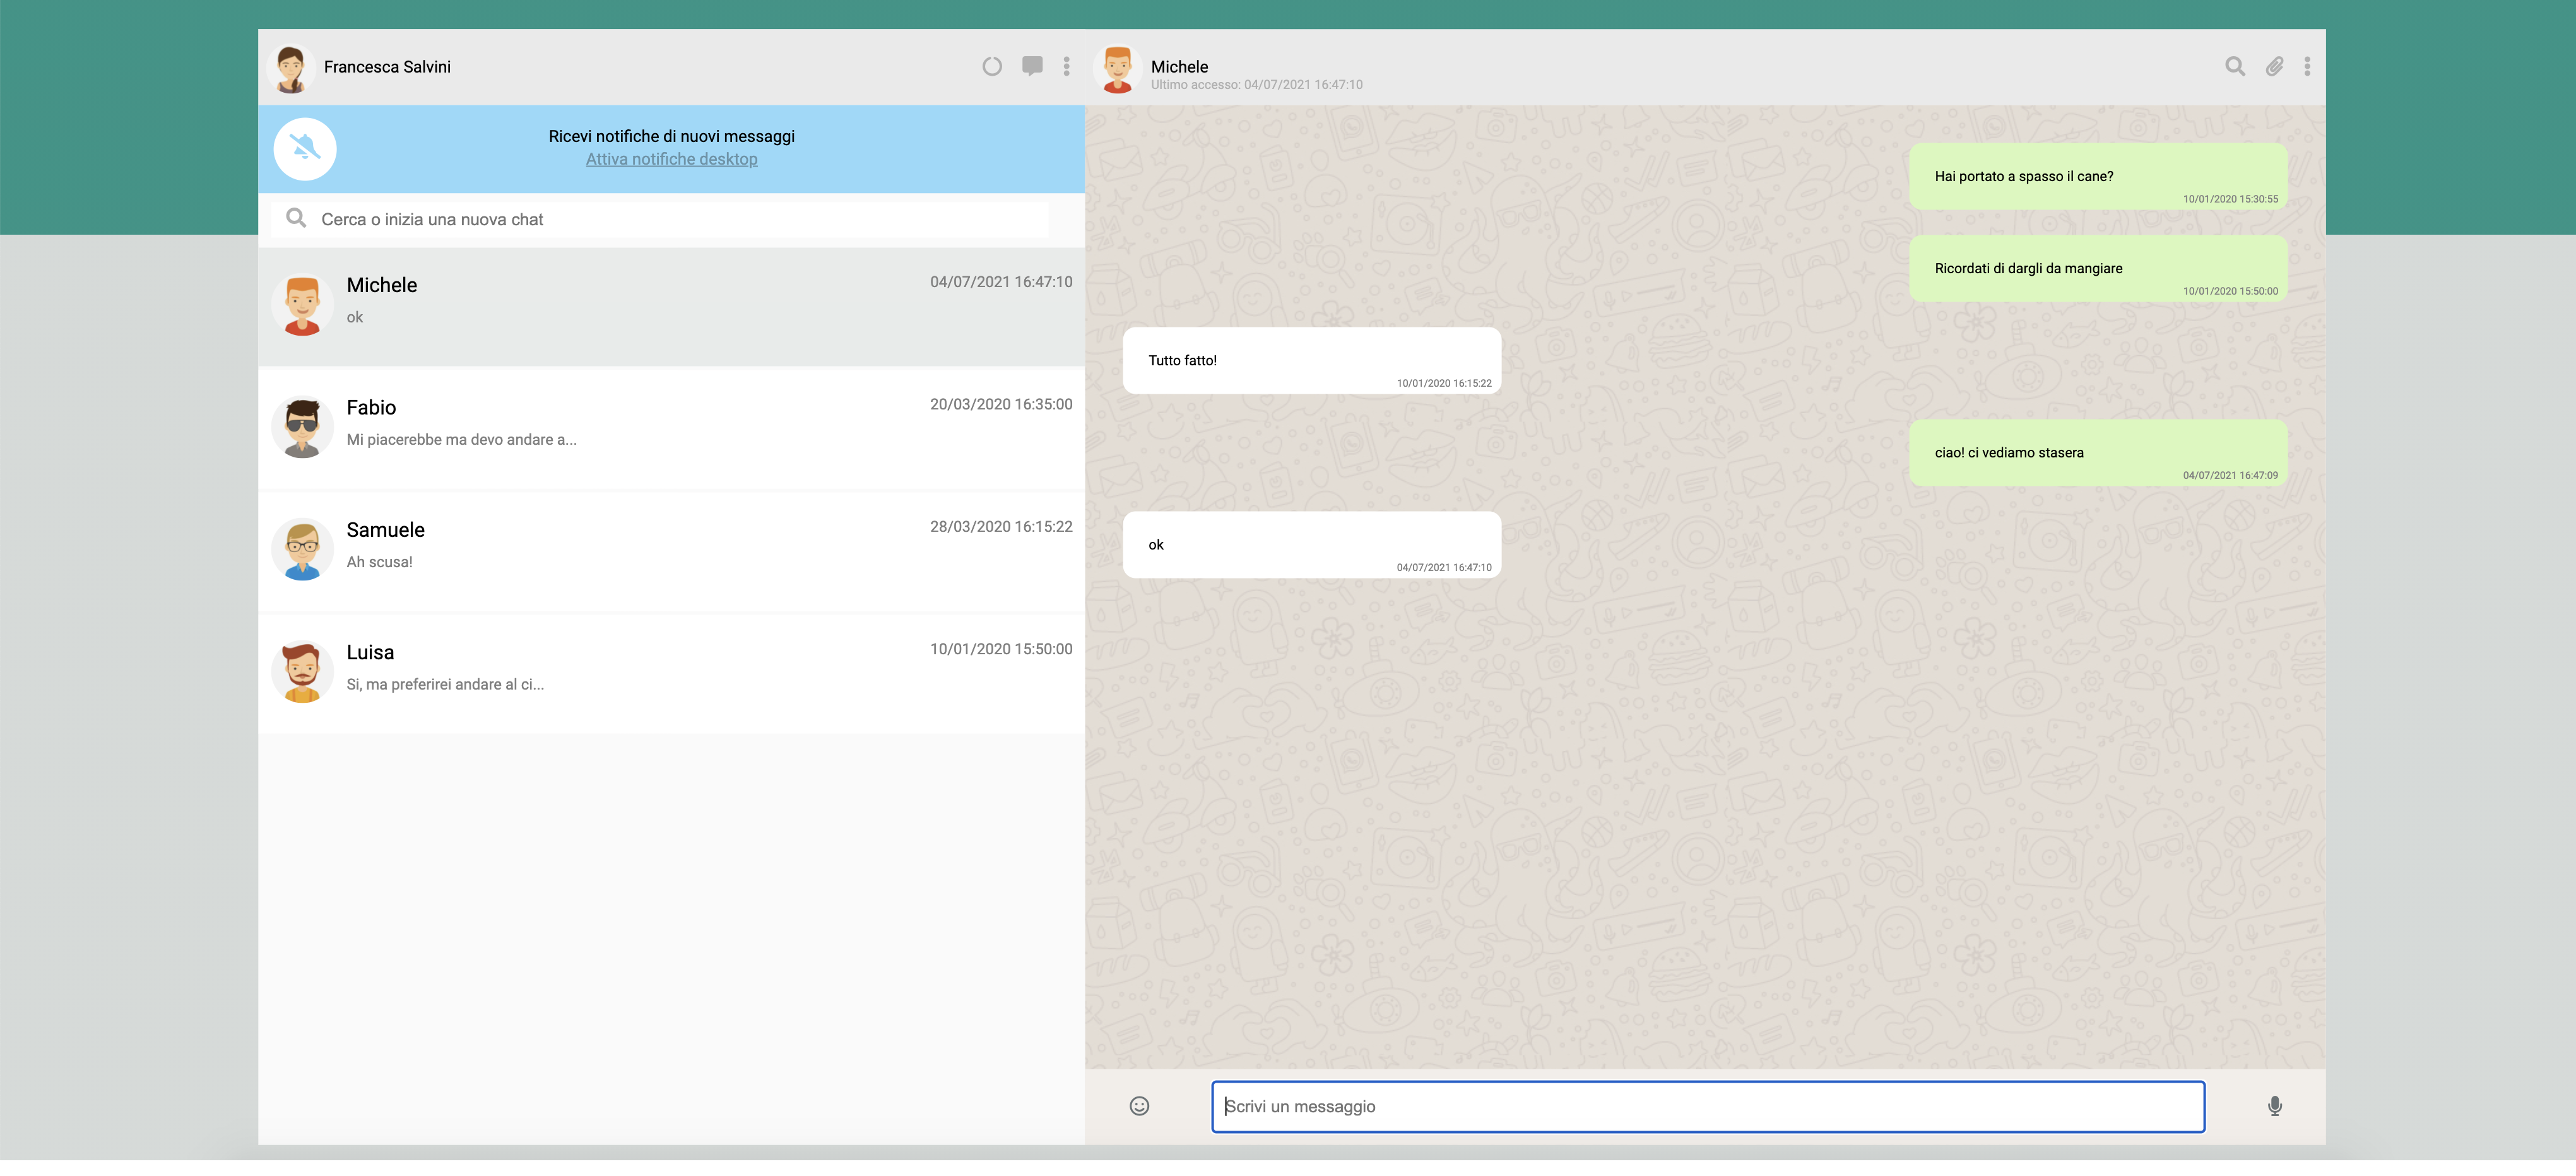 Francesca Salvini
Ricevi notifiche di nuovi messaggi
Attiva notifiche desktop
Cerca o inizia una nuova chat
Michele
04/07/2021 16:47:10
ok
Fabio
20/03/2020 16:35:00
Mi piacerebbe ma devo andare a...
Samuele
28/03/2020 16:15:22
Ah scusa!
Luisa
10/01/2020 15:50:00
Si, ma preferirei andare al ci...
Michele
Ultimo accesso: 04/07/2021 16:47:10
Hai portato a spasso il cane?
10/01/2020 15:30:55
Ricordati di dargli da mangiare
10/01/2020 15:50:00
Tutto fatto!
10/01/2020 16:15:22
ciao! ci vediamo stasera
04/07/2021 16:47:09
ok
04/07/2021 16:47:10
Scrivi un messaggio